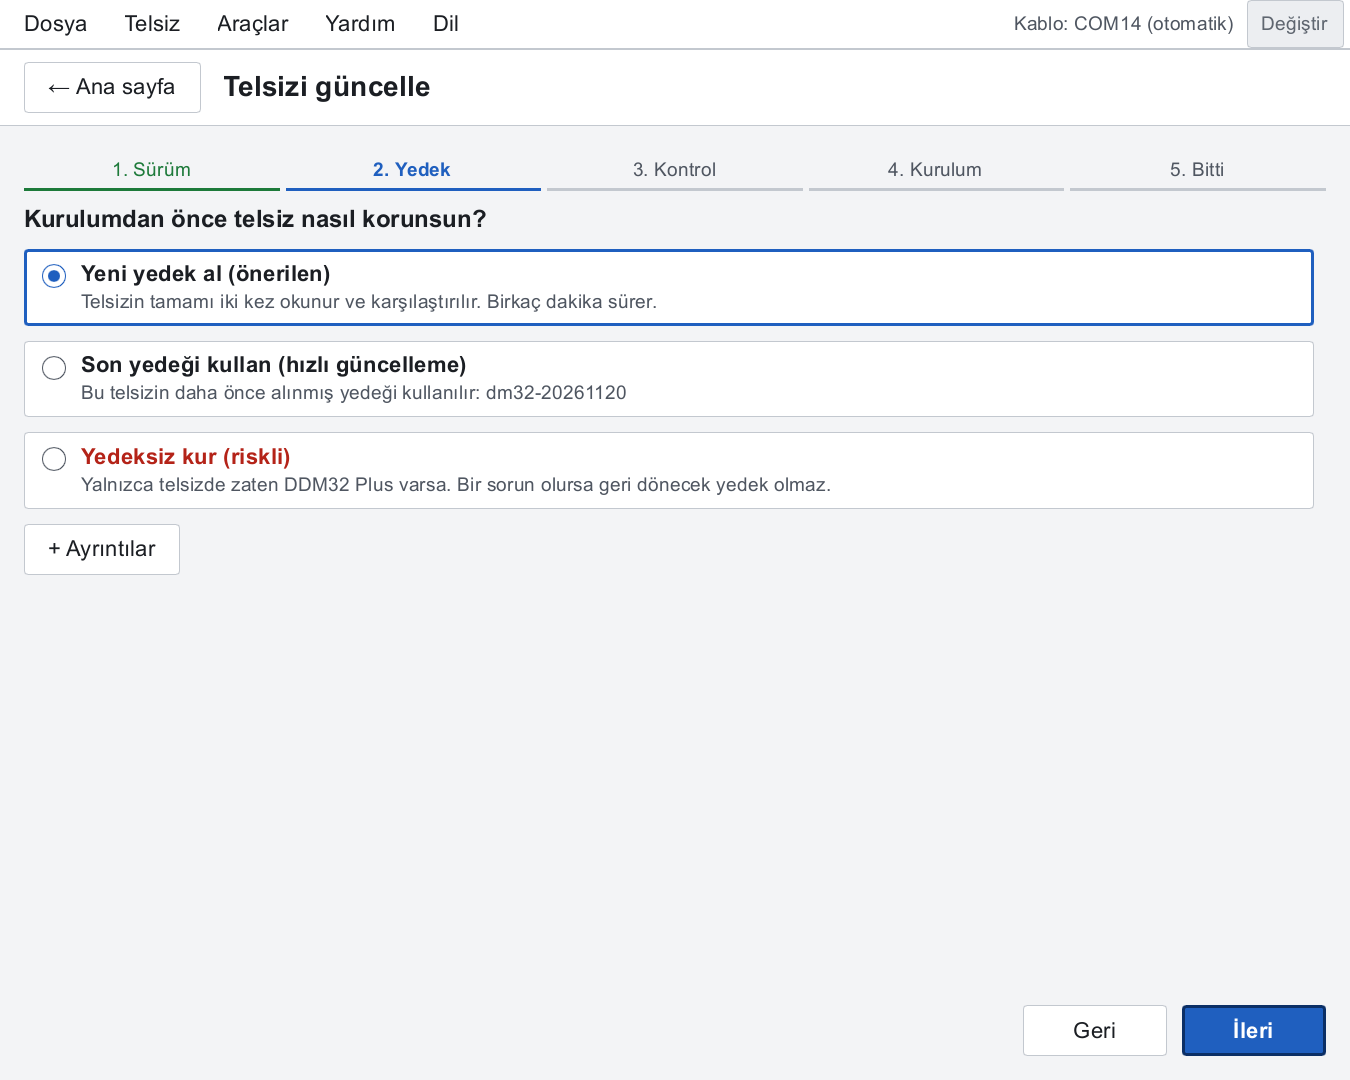 Dosya Telsiz Araçlar Yardım Dil Kablo: COM14 (otomatik) Değiştir
← Ana sayfa Telsizi güncelle
1. Sürüm 2. Yedek 3. Kontrol 4. Kurulum 5. Bitti
Kurulumdan önce telsiz nasıl korunsun?
Yeni yedek al (önerilen)
Telsizin tamamı iki kez okunur ve karşılaştırılır. Birkaç dakika sürer.
Son yedeği kullan (hızlı güncelleme)
Bu telsizin daha önce alınmış yedeği kullanılır: dm32-20261120
Yedeksiz kur (riskli)
Yalnızca telsizde zaten DDM32 Plus varsa. Bir sorun olursa geri dönecek yedek olmaz.
+ Ayrıntılar
Geri İleri